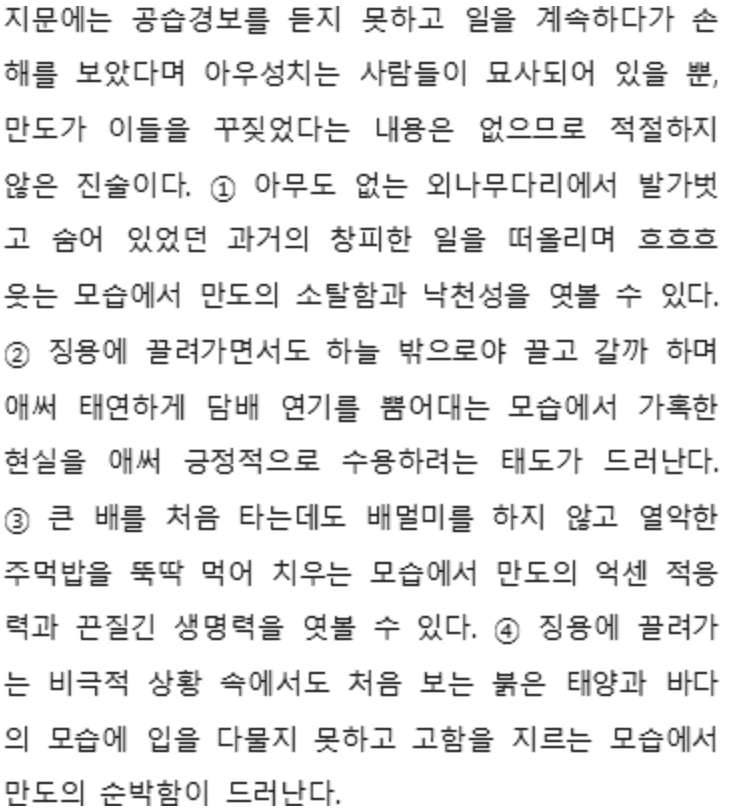 지문에는 공습경보를 듣지 못하고 일을 계속하다가 손
해를 보았다며 아우성치는 사람들이 묘사되어 있을 뿐,
만도가 이들을 꾸짖었다는 내용은 없으므로 적절하지
않은 진술이다. ① 아무도 없는 외나무다리에서 발가벗
고 숨어 있었던 과거의 창피한 일을 떠올리며 흐흐흐
웃는 모습에서 만도의 소탈함과 낙천성을 엿볼 수 있다.
② 징용에 끌려가면서도 하늘 밖으로야 끌고 갈까 하며
애써 태연하게 담배 연기를 뿜어대는 모습에서 가혹한
현실을 애써 긍정적으로 수용하려는 태도가 드러난다.
③ 큰 배를 처음 타는데도 배멀미를 하지 않고 열악한
주먹밥을 뚝딱 먹어 치우는 모습에서 만도의 억센 적응
력과 끈질긴 생명력을 엿볼 수 있다. ④ 징용에 끌려가
는 비극적 상황 속에서도 처음 보는 붉은 태양과 바다
의 모습에 입을 다물지 못하고 고함을 지르는 모습에서
만도의 순박함이 드러난다.